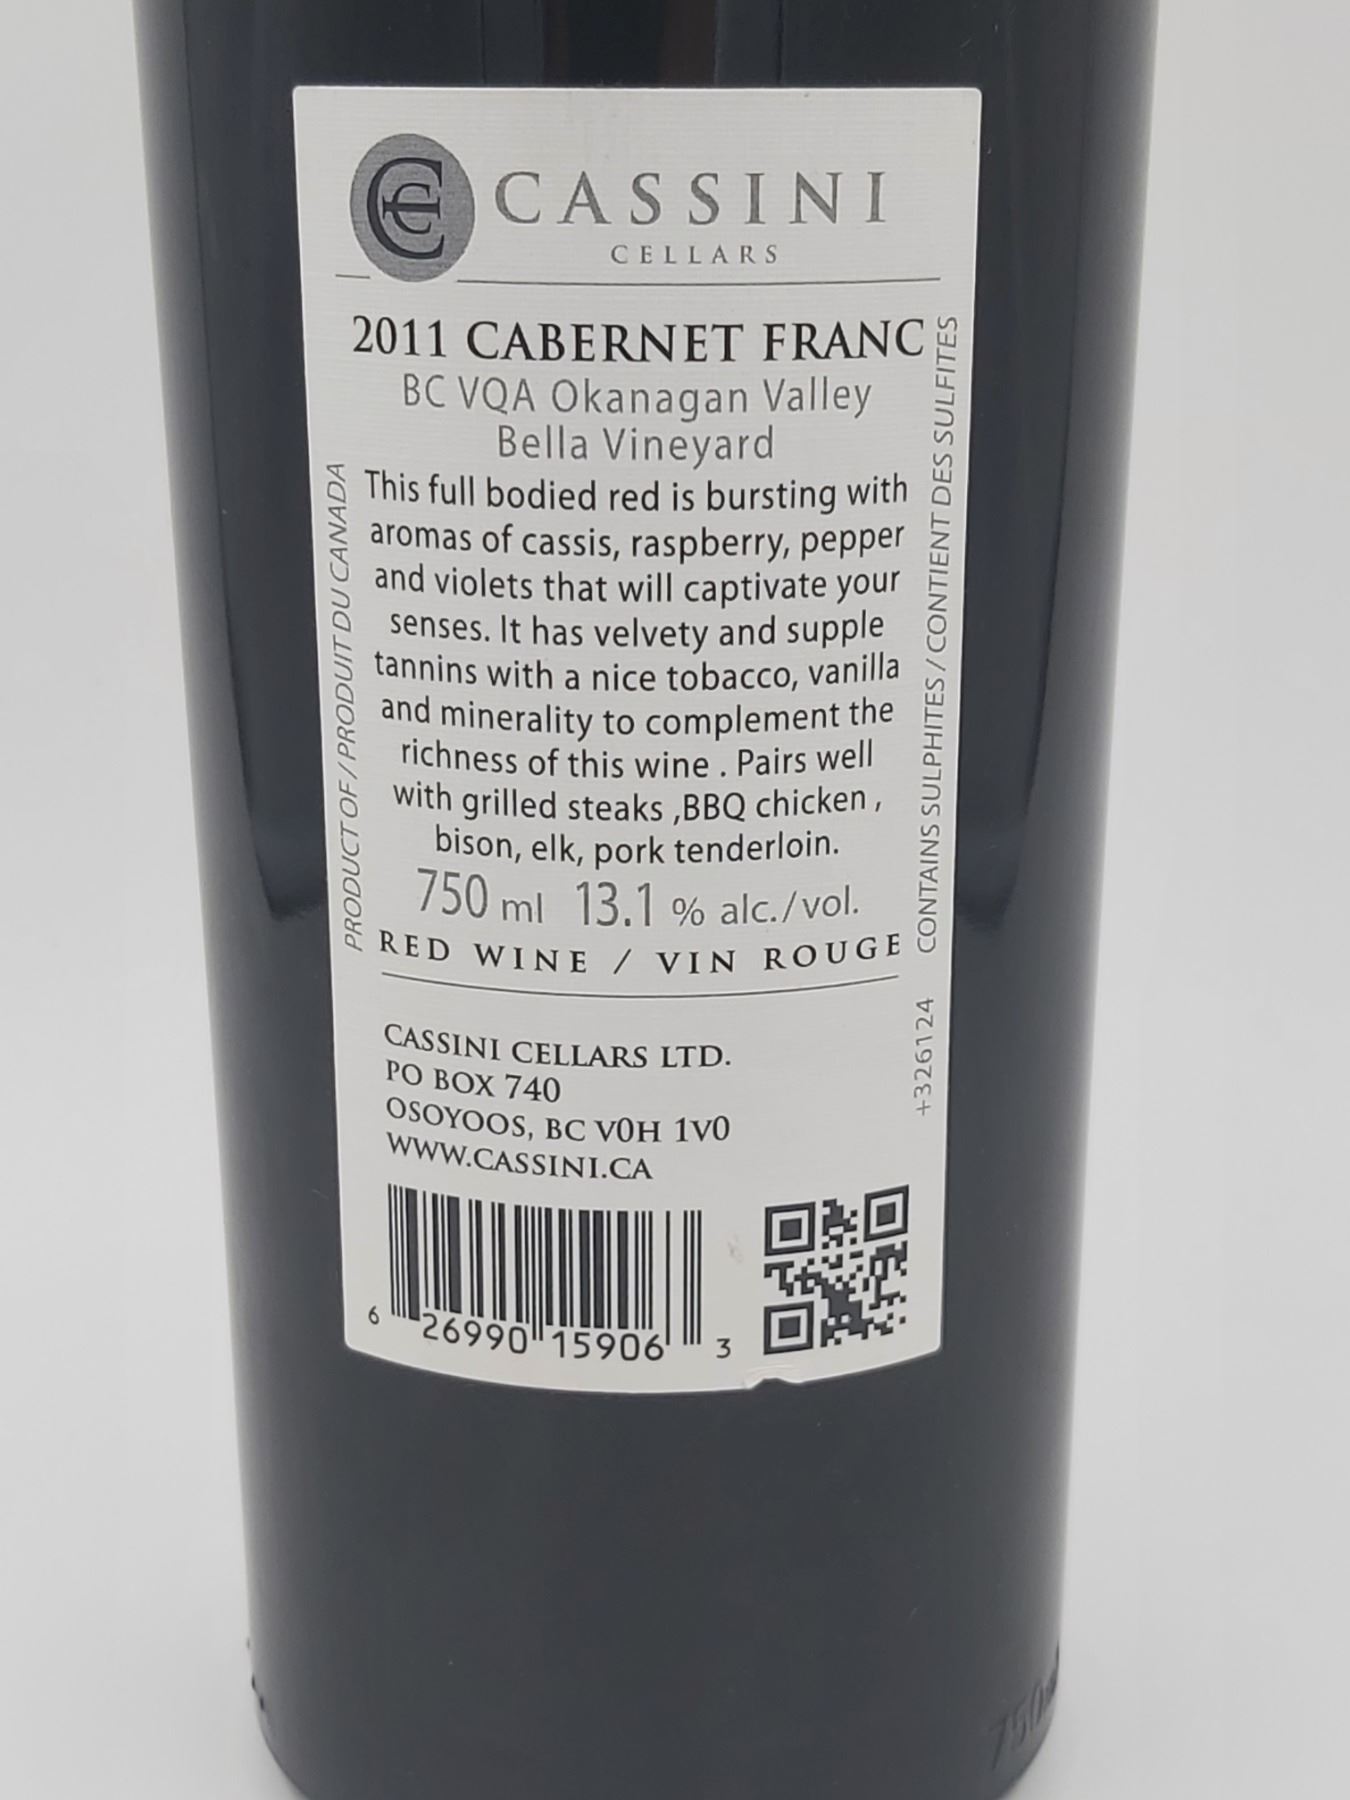 CC
CASSINI
CELLARS
2011 CABERNET FRANC
BC VQA Okanagan Valley
Bella Vineyard
This full bodied red is bursting with
aromas of cassis, raspberry, pepper
and violets that will captivate your
senses. It has velvety and supple
tannins with a nice tobacco, vanilla
and minerality to complement the
richness of this wine . Pairs well
with grilled steaks ,BBQ chicken ,
bison, elk, pork tenderloin.
750 ml 13.1 % alc./vol.
RED WINE / VIN ROUGE
PRODUCT OF / PRODUIT DU CANADA
CONTAINS SULPHITES / CONTIENT DES SULFITES
+326124
CASSINI CELLARS LTD.
PO BOX 740
OSOYOOS, BC V0H 1V0
WWW.CASSINI.CA
6 26990 15906 3